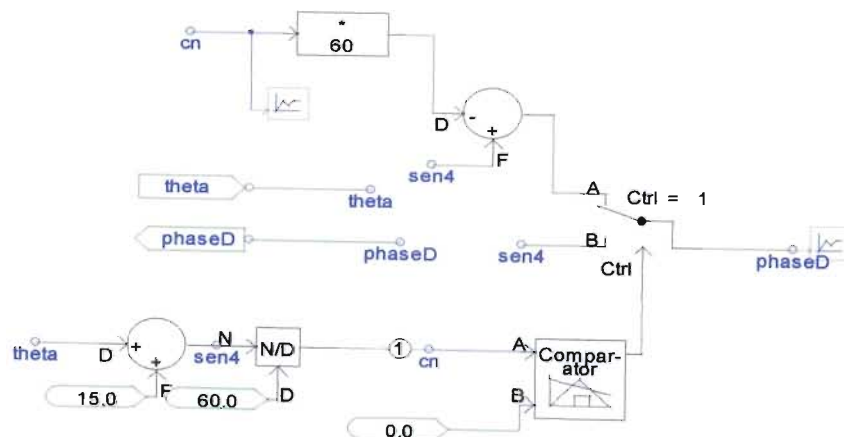 *
cn
60
D
-
+
F
sen4
theta
theta
A
Ctrl = 1
phaseD
phaseD
B
sen4
Ctrl
phaseD
theta
D
+
+
N
sen4
N/D
1
cn
A
Compar-
ator
F
15.0
60.0
D
B
0.0